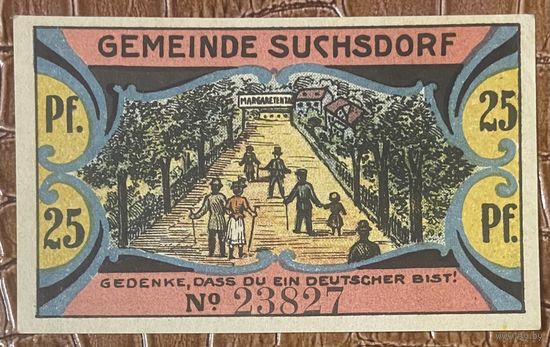 GEMEINDE SUCHSDORF
Pf. 25
MARGARETENTAL
25 Pf.
GEDENKE, DASS DU EIN DEUTSCHER BIST!
No 23827